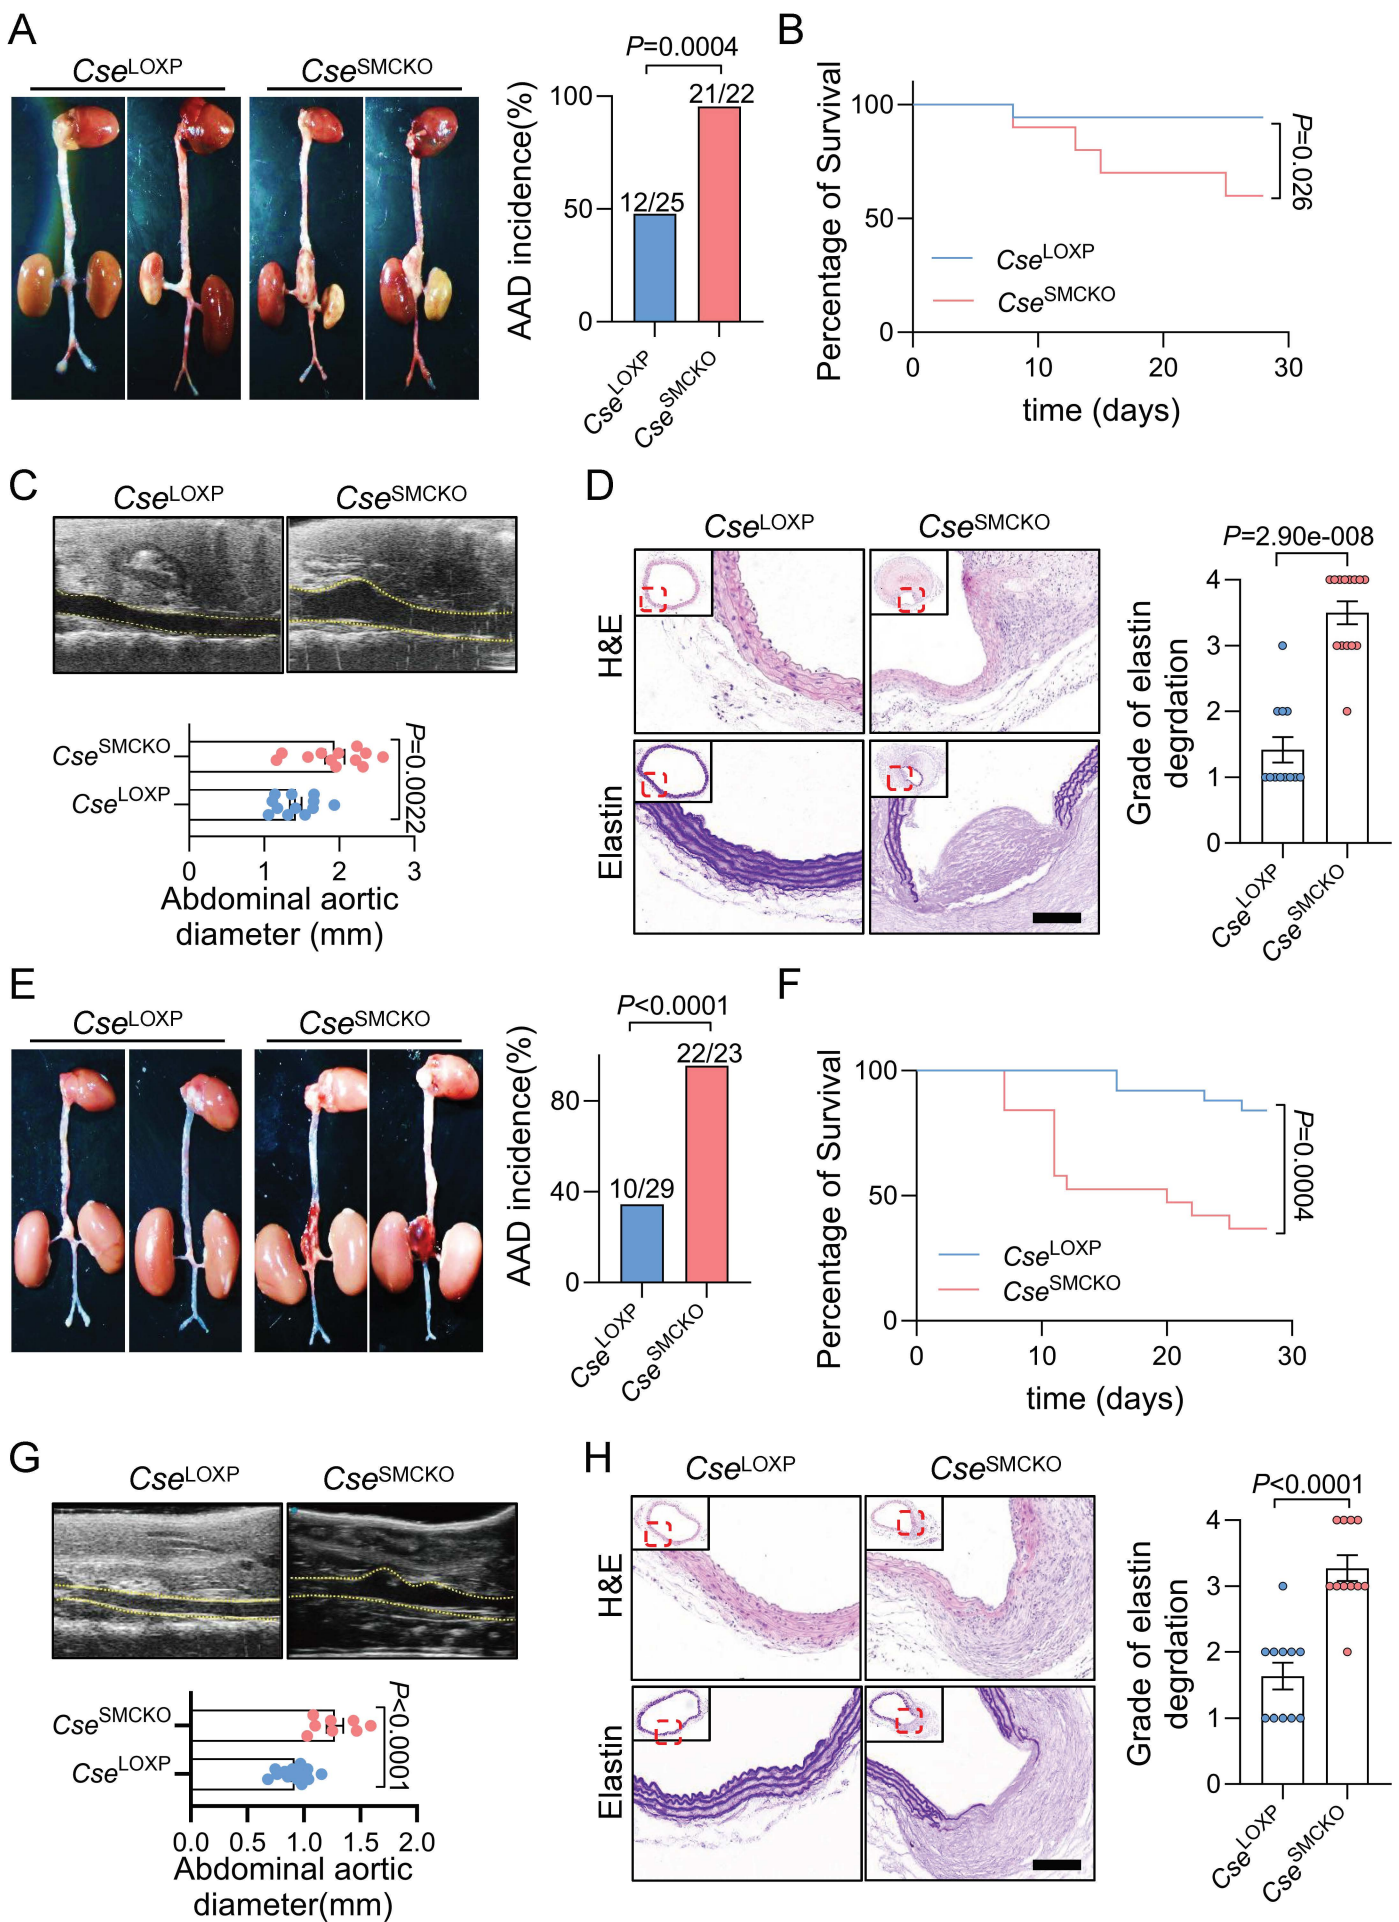 A
CseLOXP
CseSMCKO
AAD incidence(%)
P=0.0004
100
50
0
12/25
21/22
CseLOXP
CseSMCKO
B
Percentage of Survival
100
50
0
CseLOXP
CseSMCKO
P=0.026
0 10 20 30
time (days)
C
CseLOXP
CseSMCKO
CseSMCKO
CseLOXP
P=0.0022
0 1 2 3
Abdominal aortic
diameter (mm)
D
CseLOXP
CseSMCKO
H&E
Elastin
Grade of elastin
degrdation
P=2.90e-008
4
3
2
1
0
CseLOXP
CseSMCKO
E
CseLOXP
CseSMCKO
AAD incidence(%)
P<0.0001
80
40
0
10/29
22/23
CseLOXP
CseSMCKO
F
Percentage of Survival
100
50
0
CseLOXP
CseSMCKO
P=0.0004
0 10 20 30
time (days)
G
CseLOXP
CseSMCKO
CseSMCKO
CseLOXP
P<0.0001
0.0 0.5 1.0 1.5 2.0
Abdominal aortic
diameter(mm)
H
CseLOXP
CseSMCKO
H&E
Elastin
Grade of elastin
degrdation
P<0.0001
4
3
2
1
0
CseLOXP
CseSMCKO